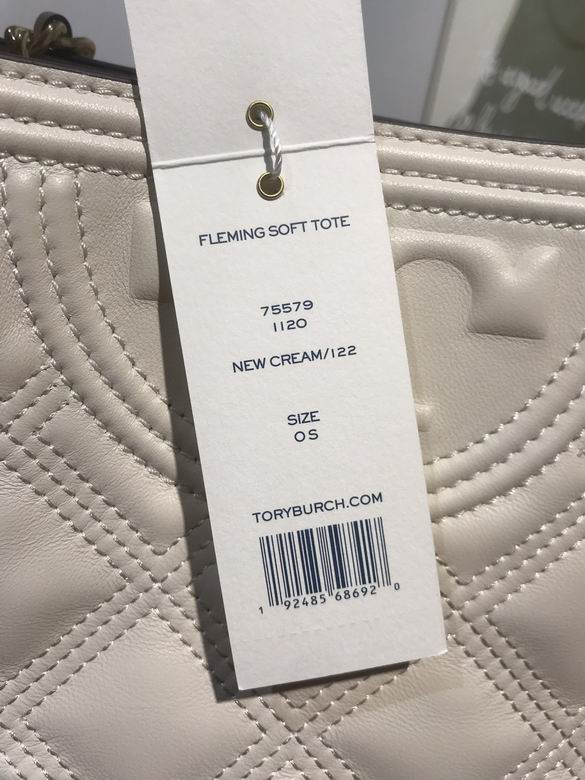 FLEMING SOFT TOTE
75579
1120
NEW CREAM/122
SIZE
OS
TORYBURCH.COM
1 92485 68692 0